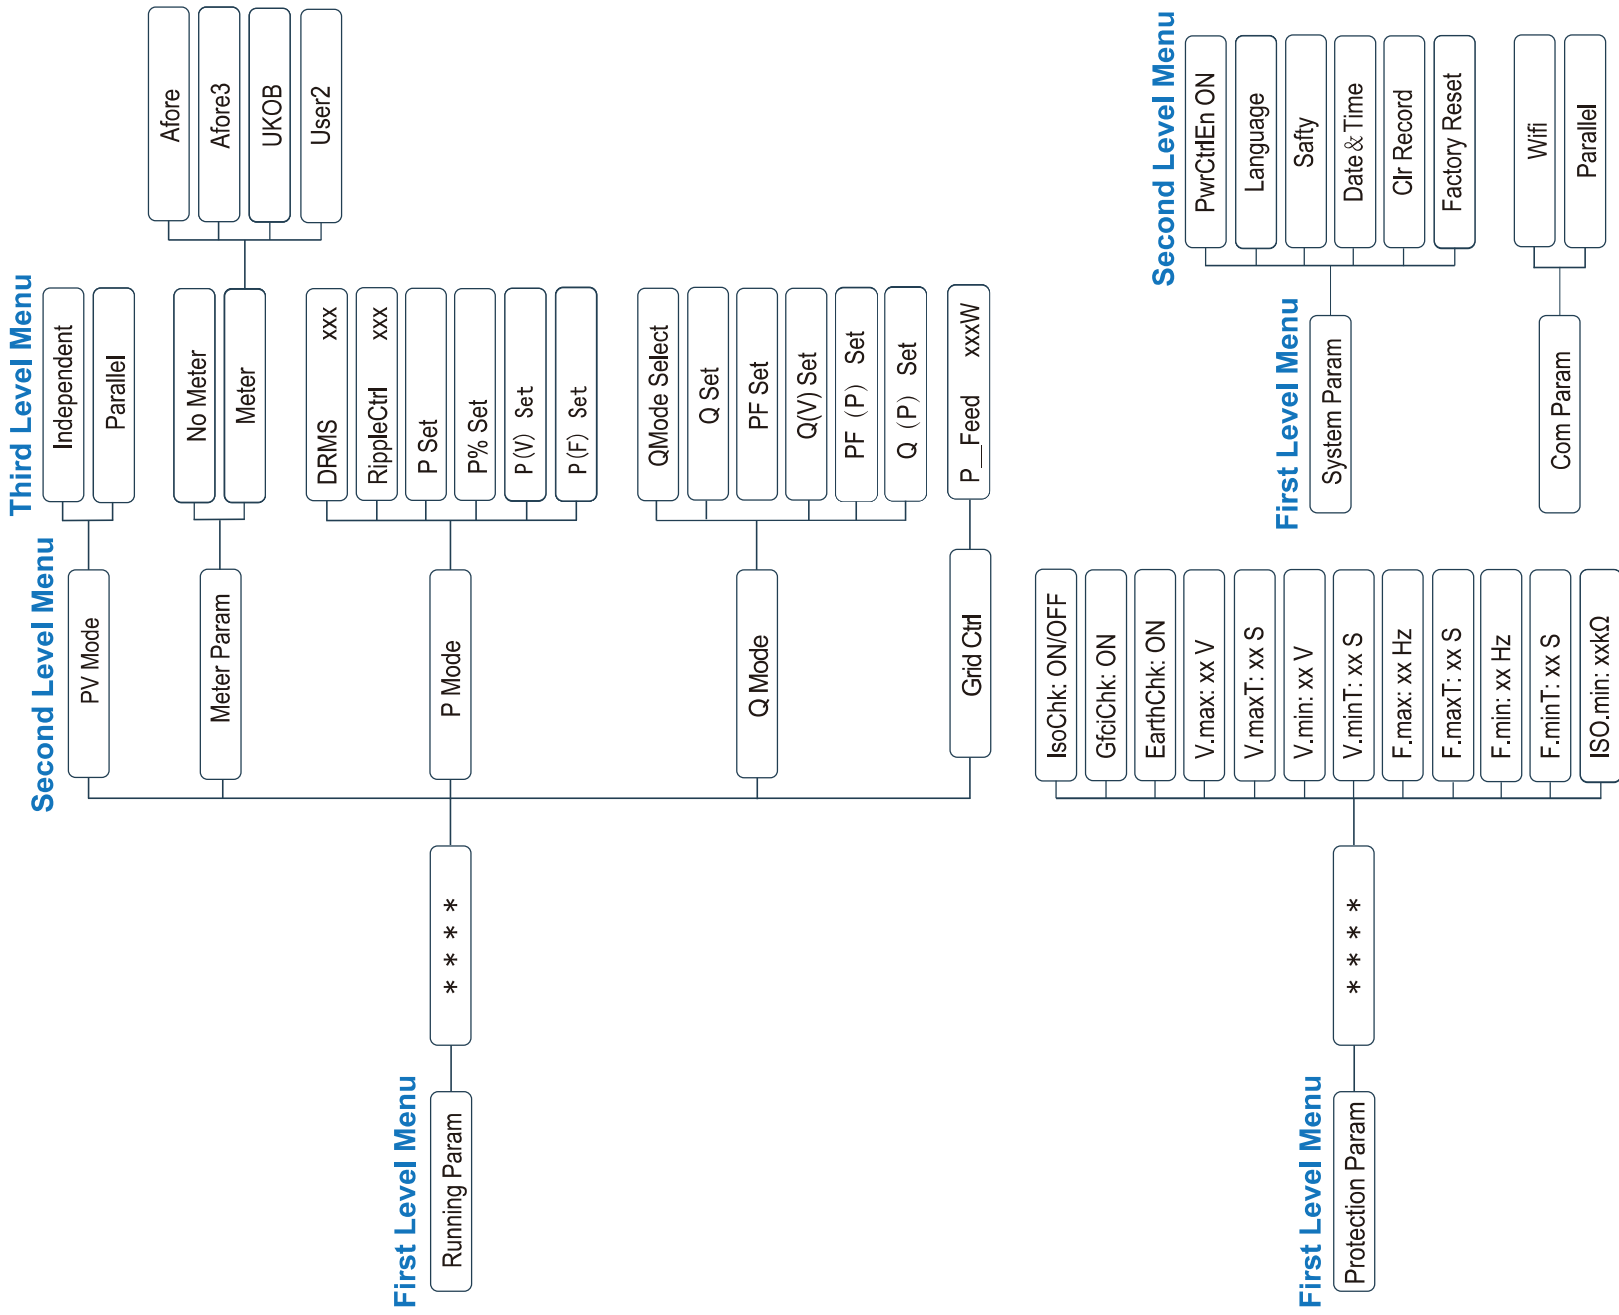 First Level Menu
Second Level Menu
Third Level Menu
Running Param
* * * *
PV Mode
Independent
Parallel
Meter Param
No Meter
Meter
Afore
Afore3
UKOB
User2
P Mode
DRMS xxx
RippleCtrl xxx
P Set
P% Set
P(V) Set
P(F) Set
Q Mode
QMode Select
Q Set
PF Set
Q(V) Set
PF（P） Set
Q（P） Set
Grid Ctrl
P__Feed xxxW
First Level Menu
Protection Param
* * * *
IsoChk: ON/OFF
GfciChk: ON
EarthChk: ON
V.max: xx V
V.maxT: xx S
V.min: xx V
V.minT: xx S
F.max: xx Hz
F.maxT: xx S
F.min: xx Hz
F.minT: xx S
ISO.min: xxkΩ
First Level Menu
Second Level Menu
System Param
PwrCtrlEn ON
Language
Safty
Date＆Time
Clr Record
Factory Reset
Com Param
Wifi
Parallel